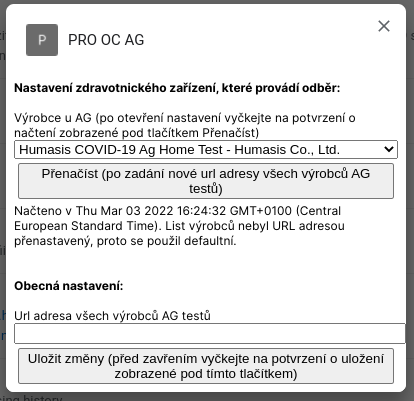 P PRO OC AG
Nastavení zdravotnického zařízení, které provádí odběr:
Výrobce u AG (po otevření nastavení vyčkejte na potvrzení o
načtení zobrazené pod tlačítkem Přenačíst)
Humasis COVID-19 Ag Home Test - Humasis Co., Ltd.
Přenačíst (po zadání nové url adresy všech výrobců AG
testů)
Načteno v Thu Mar 03 2022 16:24:32 GMT+0100 (Central
European Standard Time). List výrobců nebyl URL adresou
přenastavený, proto se použil defaultní.
Obecná nastavení:
Url adresa všech výrobců AG testů
Uložit změny (před zavřením vyčkejte na potvrzení o uložení
zobrazené pod tímto tlačítkem)